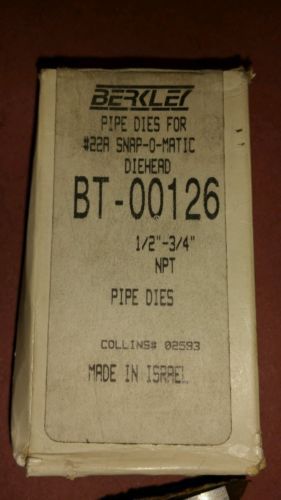 BERKLEY
PIPE DIES FOR
#22A SNAP-O-MATIC
DIEHEAD
BT-00126
1/2"-3/4"
NPT
PIPE DIES
COLLINS# 02593
MADE IN ISRAEL